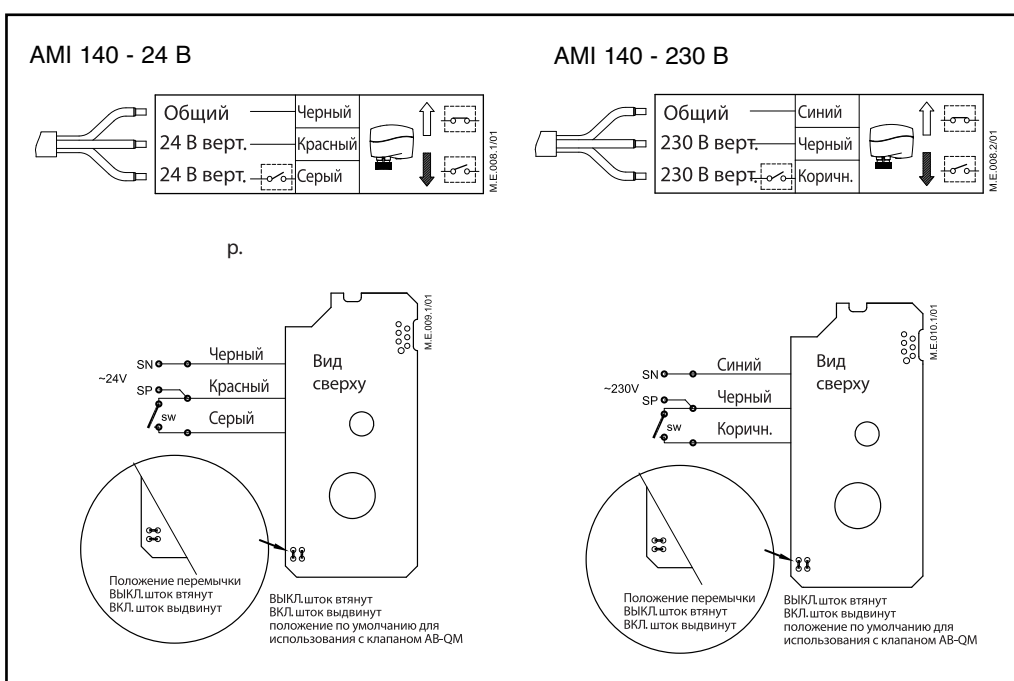 AMI 140 - 24 В
Общий
Черный
24 В верт.
Красный
24 В верт.
Серый
M.E.008.1/01
AMI 140 - 230 В
Общий
Синий
230 В верт.
Черный
230 В верт.
Коричн.
M.E.008.2/01
р.
M.E.009.1/01
SN
Черный
~24V
SP
Красный
sw
Серый
Вид
сверху
Положение перемычки
ВЫКЛ. шток втянут
ВКЛ. шток выдвинут
ВЫКЛ. шток втянут
ВКЛ. шток выдвинут
положение по умолчанию для
использования с клапаном AB-QM
M.E.010.1/01
SN
Синий
~230V
SP
Черный
sw
Коричн.
Вид
сверху
Положение перемычки
ВЫКЛ. шток втянут
ВКЛ. шток выдвинут
ВЫКЛ. шток втянут
ВКЛ. шток выдвинут
положение по умолчанию для
использования с клапаном AB-QM